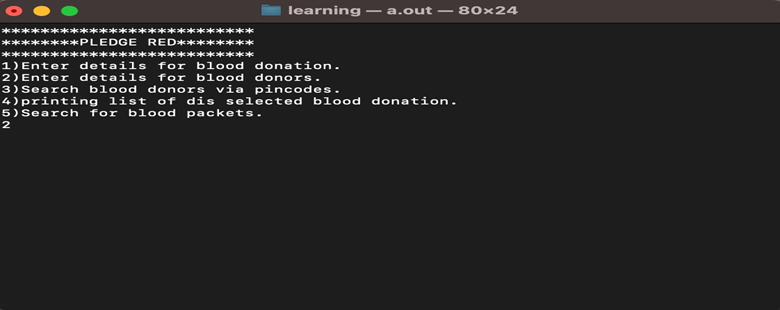 learning — a.out — 80×24
**************************
********PLEDGE RED********
**************************
1)Enter details for blood donation.
2)Enter details for blood donors.
3)Search blood donors via pincodes.
4)printing list of dis selected blood donation.
5)Search for blood packets.
2